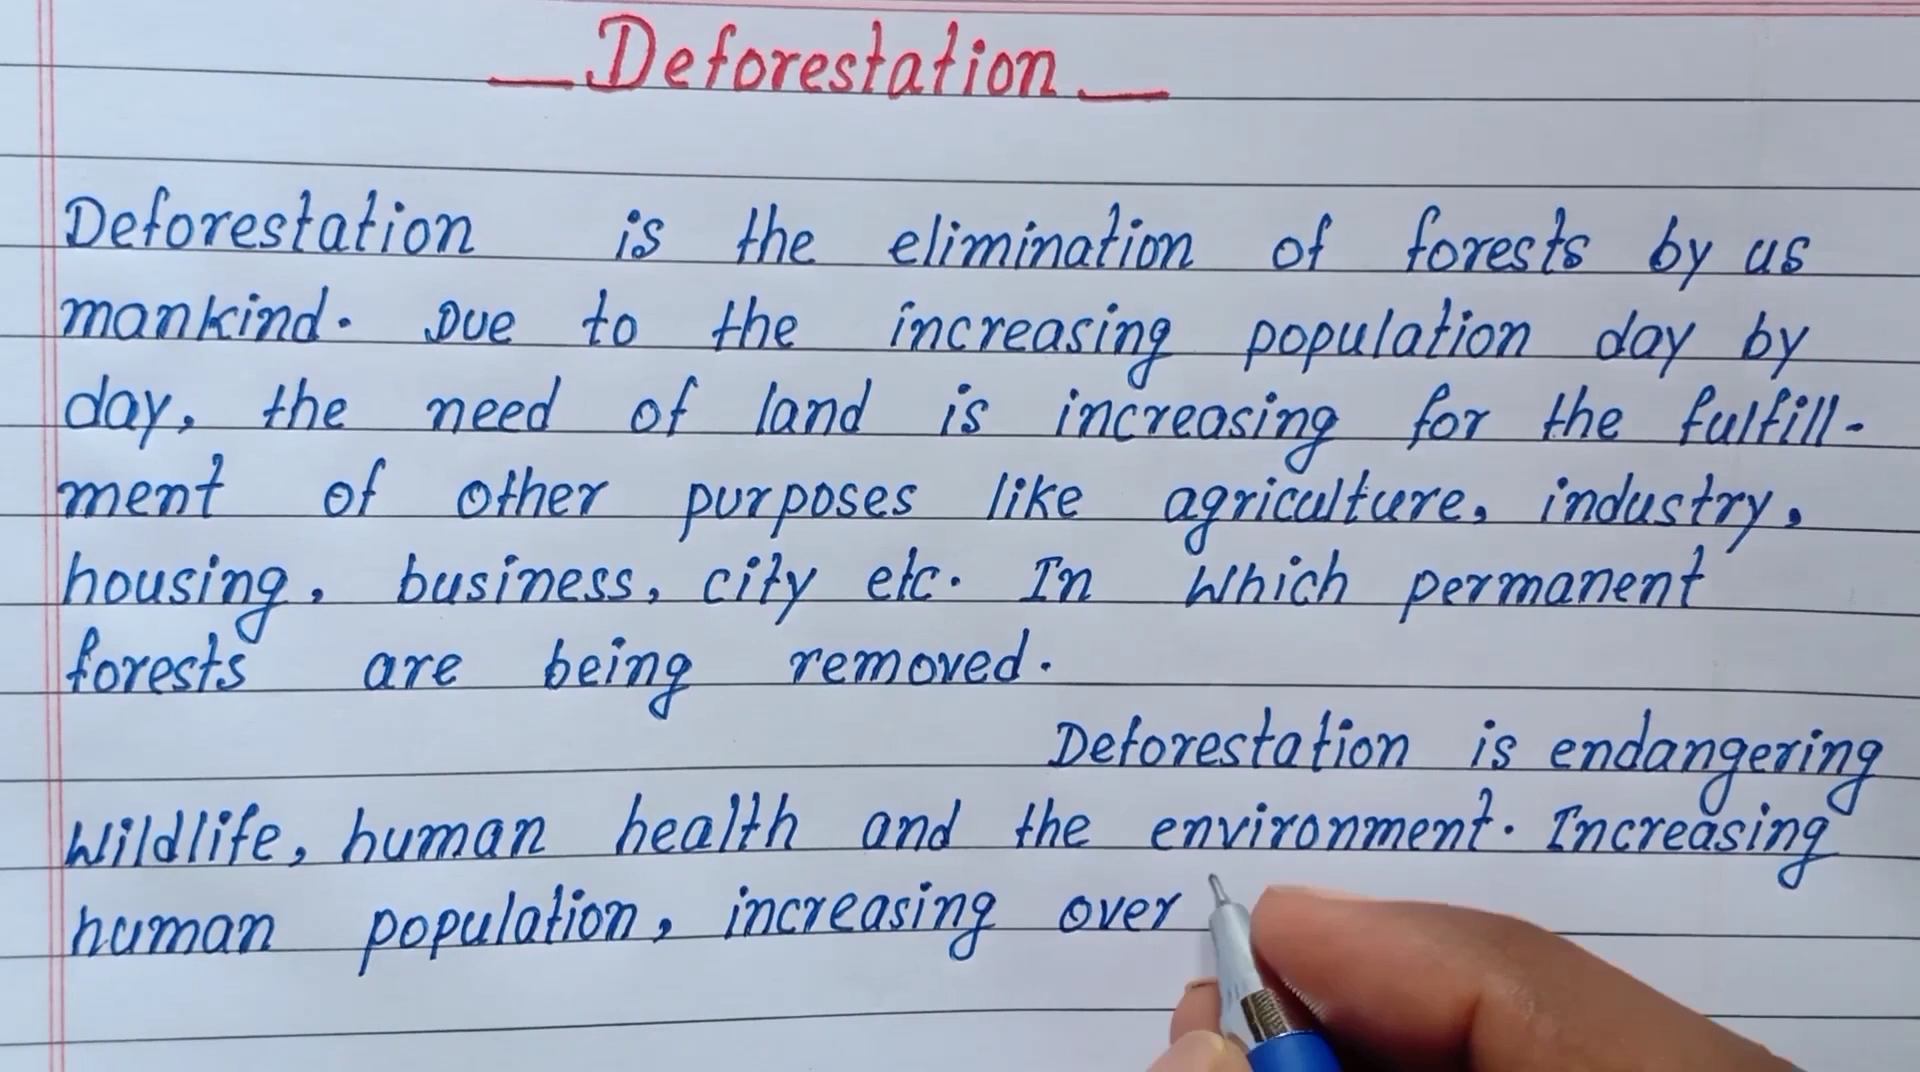 Deforestation
Deforestation is the elimination of forests by us
mankind. Due to the increasing population day by
day, the need of land is increasing for the fulfill-
ment of other purposes like agriculture, industry,
housing, business, city etc. In which permanent
forests are being removed.
Deforestation is endangering
wildlife, human health and the environment. Increasing
human population, increasing over